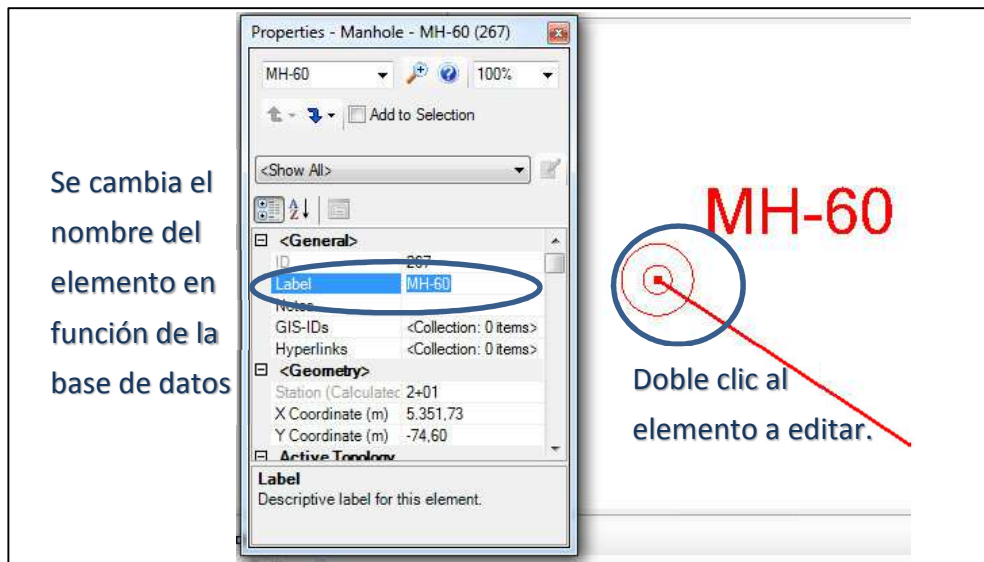 Properties - Manhole - MH-60 (267)
MH-60
100%
Add to Selection
<Show All>
<General>
ID 267
Label MH-60
Notes
GIS-IDs <Collection: 0 items>
Hyperlinks <Collection: 0 items>
<Geometry>
Station (Calculatec 2+01
X Coordinate (m) 5.351,73
Y Coordinate (m) -74,60
Active Topology
Label
Descriptive label for this element.
Se cambia el
nombre del
elemento en
función de la
base de datos
MH-60
Doble clic al
elemento a editar.